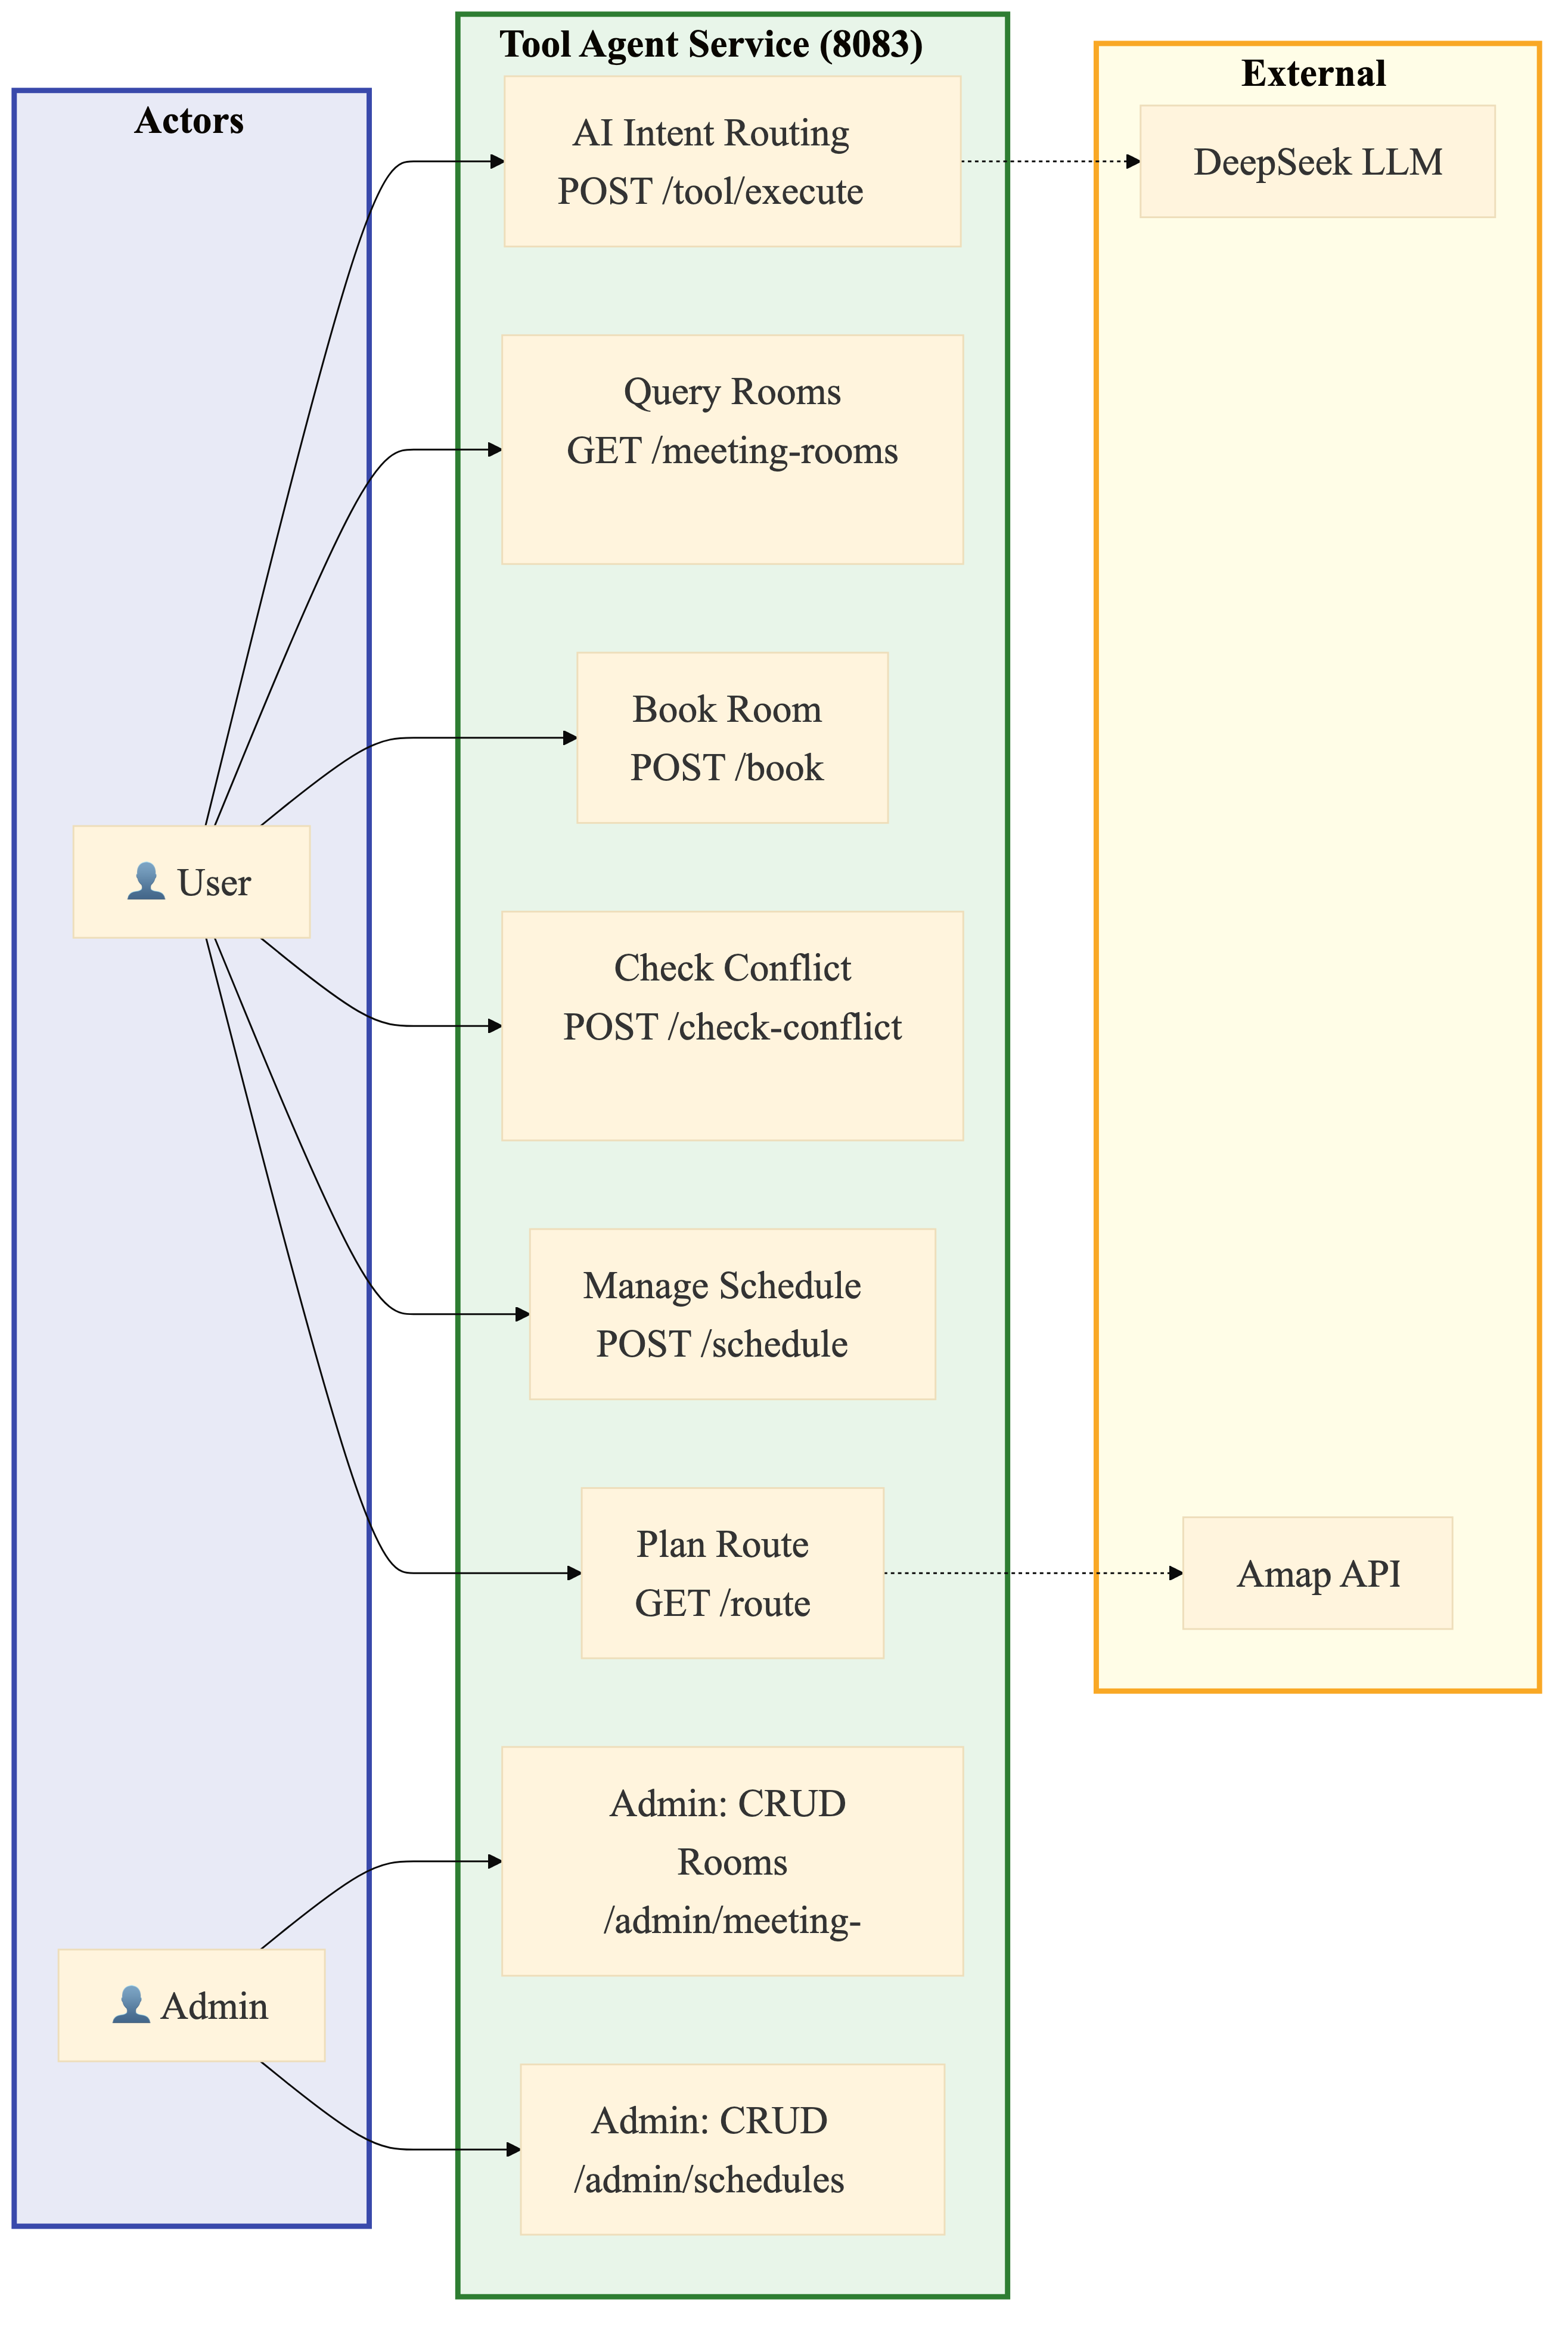 Actors
User
Admin
Tool Agent Service (8083)
AI Intent Routing
POST /tool/execute
Query Rooms
GET /meeting-rooms
Book Room
POST /book
Check Conflict
POST /check-conflict
Manage Schedule
POST /schedule
Plan Route
GET /route
Admin: CRUD
Rooms
/admin/meeting-
Admin: CRUD
/admin/schedules
External
DeepSeek LLM
Amap API